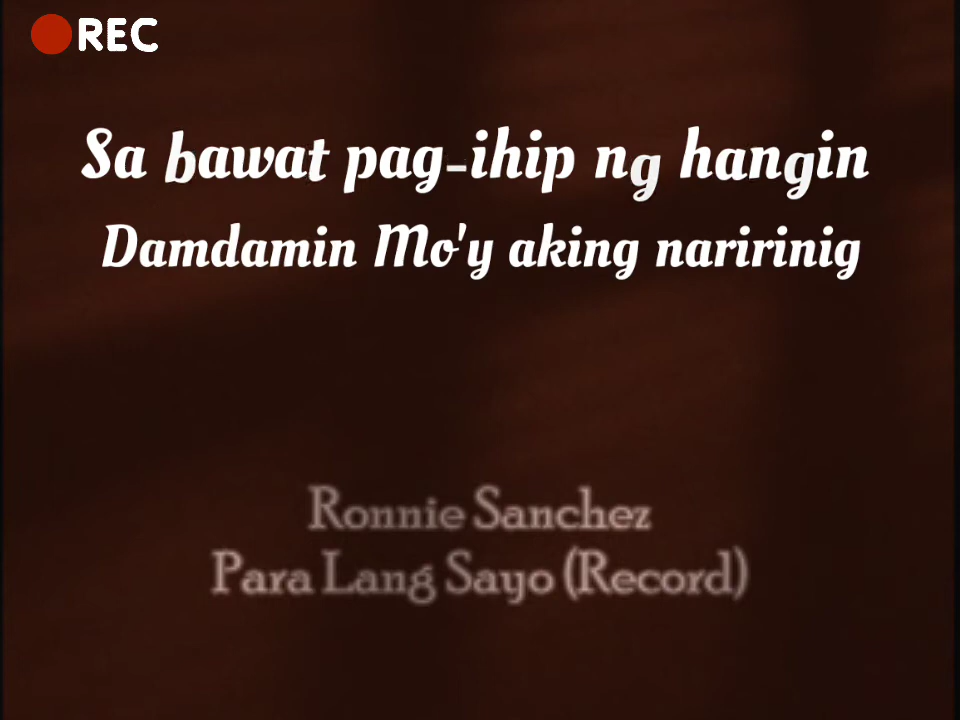 REC
Sa bawat pag-ihip ng hangin
Damdamin Mo'y aking naririnig
Ronnie Sanchez
Para Lang Sayo (Record)